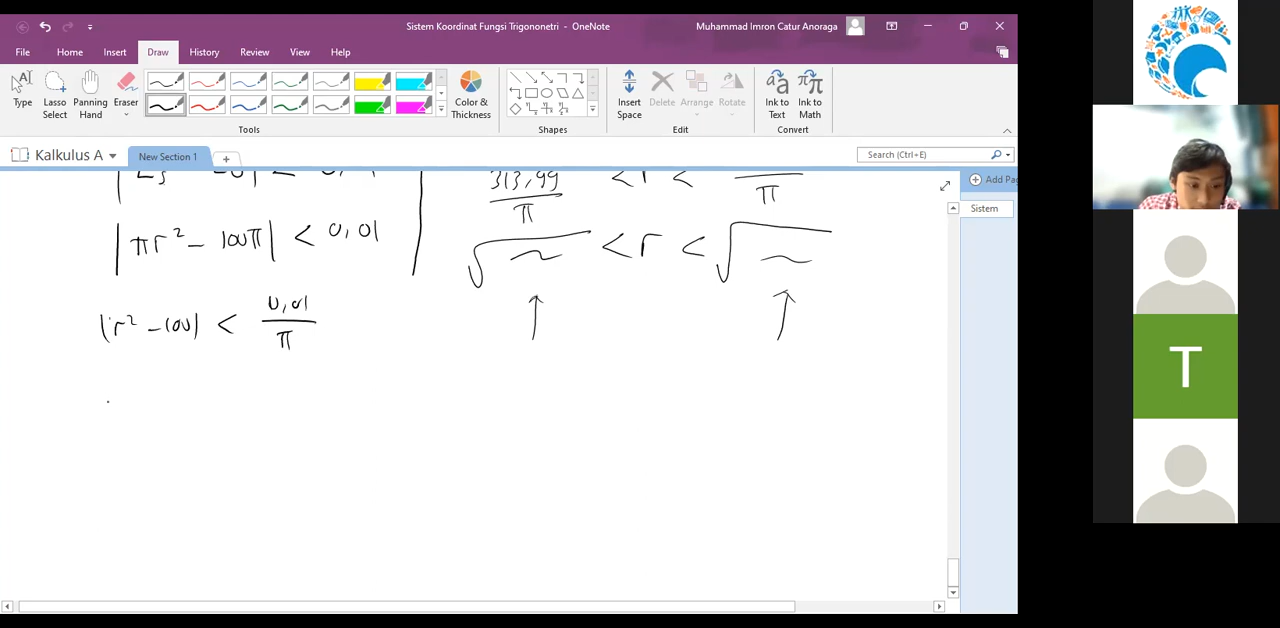 Sistem Koordinat Fungsi Trigononetri - OneNote
Muhammad Imron Catur Anoraga
File Home Insert Draw History Review View Help
Type
Lasso Select
Panning Hand
Eraser
Color & Thickness
Insert Space
Delete
Arrange
Rotate
Ink to Text
Ink to Math
Tools
Shapes
Edit
Convert
Kalkulus A
New Section 1
Search (Ctrl+E)
Add Pag
Sistem
313,99/π < r < /π
|πr² - 100π| < 0,01
√ < r < √
|r² - 100| < 0,01/π
T